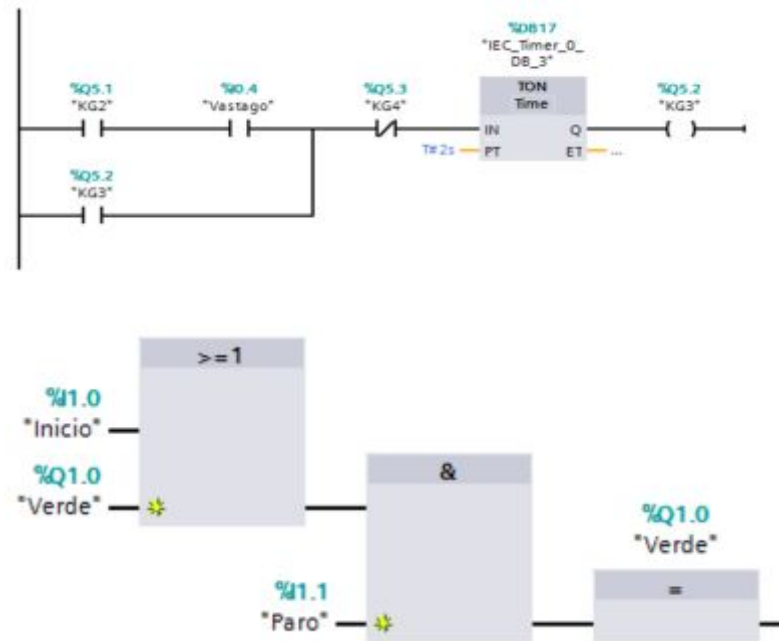 %DB17
"IEC_Timer_0_
DB_3"
%Q5.1 %I0.4 %Q5.3 TON %Q5.2
"KG2" "Vastago" "KG4" Time "KG3"
IN Q
T#2s PT ET ...
%Q5.2
"KG3"
>=1
%I1.0
"Inicio"
%Q1.0
"Verde"
&
%Q1.0
"Verde"
%I1.1
"Paro"
=